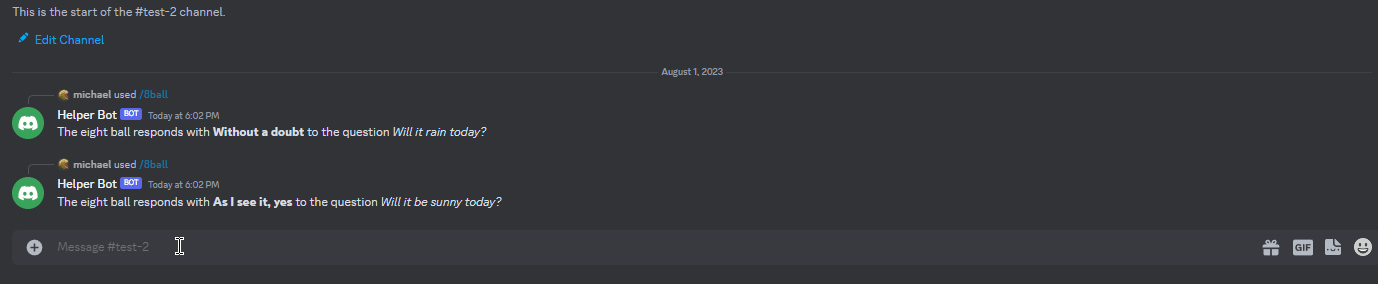 This is the start of the #test-2 channel.
Edit Channel
August 1, 2023
michael used /8ball
Helper Bot BOT Today at 6:02 PM
The eight ball responds with Without a doubt to the question Will it rain today?
michael used /8ball
Helper Bot BOT Today at 6:02 PM
The eight ball responds with As I see it, yes to the question Will it be sunny today?
Message #test-2
GIF